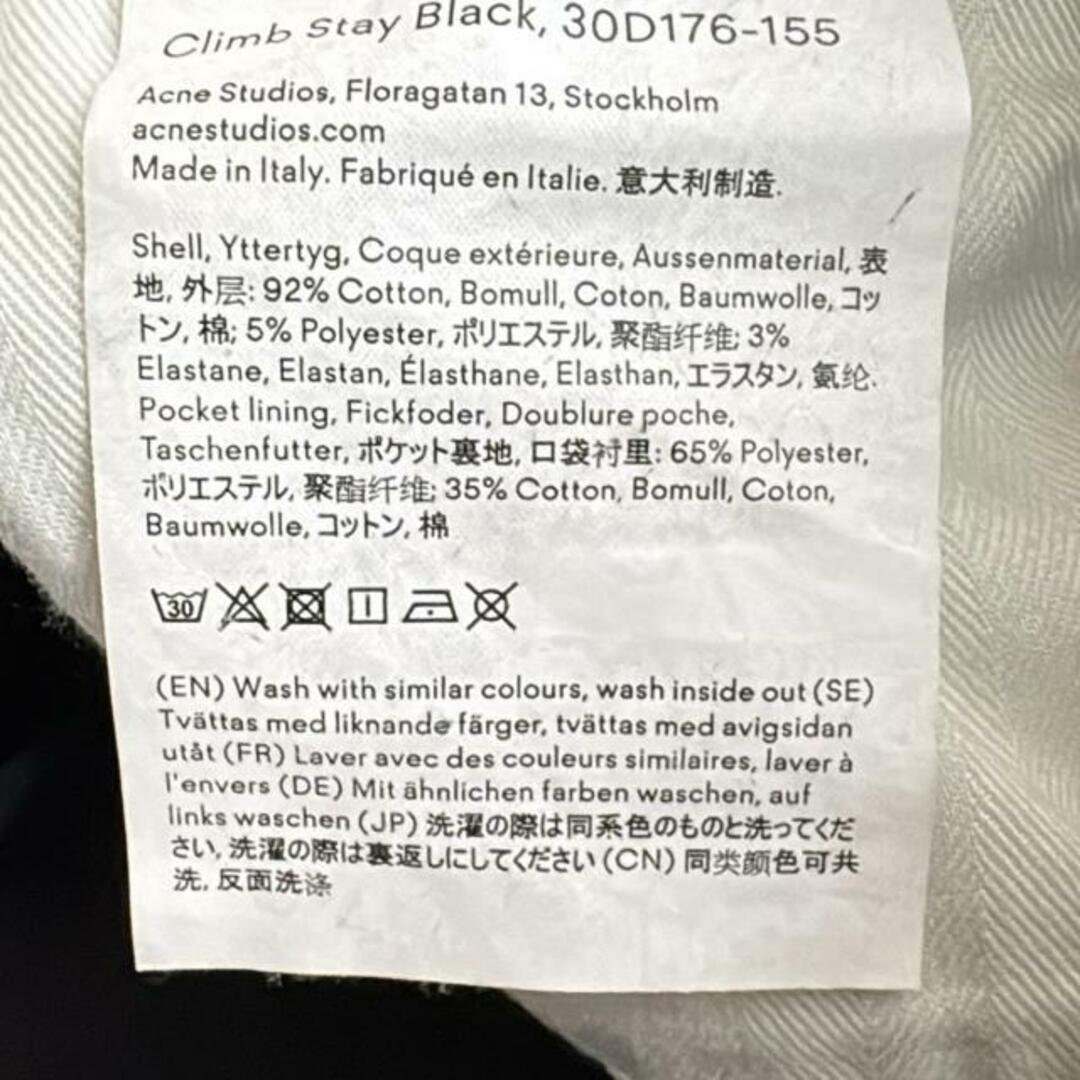 Climb Stay Black, 30D176-155
Acne Studios, Floragatan 13, Stockholm
acnestudios.com
Made in Italy. Fabriqué en Italie. 意大利制造.
Shell, Yttertyg, Coque extérieure, Aussenmaterial, 表
地, 外层: 92% Cotton, Bomull, Coton, Baumwolle, コッ
トン, 棉; 5% Polyester, ポリエステル, 聚酯纤维; 3%
Elastane, Elastan, Élasthane, Elasthan, エラスタン, 氨纶.
Pocket lining, Fickfoder, Doublure poche,
Taschenfutter, ポケット裏地, 口袋衬里: 65% Polyester,
ポリエステル, 聚酯纤维; 35% Cotton, Bomull, Coton,
Baumwolle, コットン, 棉
30
(EN) Wash with similar colours, wash inside out (SE)
Tvättas med liknande färger, tvättas med avigsidan
utåt (FR) Laver avec des couleurs similaires, laver à
l'envers (DE) Mit ähnlichen farben waschen, auf
links waschen (JP) 洗濯の際は同系色のものと洗ってくだ
さい, 洗濯の際は裏返しにしてください (CN) 同类颜色可共
洗, 反面洗涤